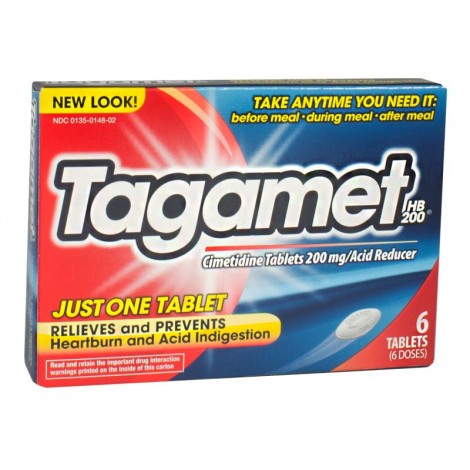 NEW LOOK!
NDC 0135-0148-02
TAKE ANYTIME YOU NEED IT:
before meal • during meal • after meal
Tagamet HB 200®
Cimetidine Tablets 200 mg/Acid Reducer
JUST ONE TABLET
RELIEVES and PREVENTS
Heartburn and Acid Indigestion
Read and retain the important drug interaction
warnings printed on the inside of this carton
6
TABLETS
(6 DOSES)